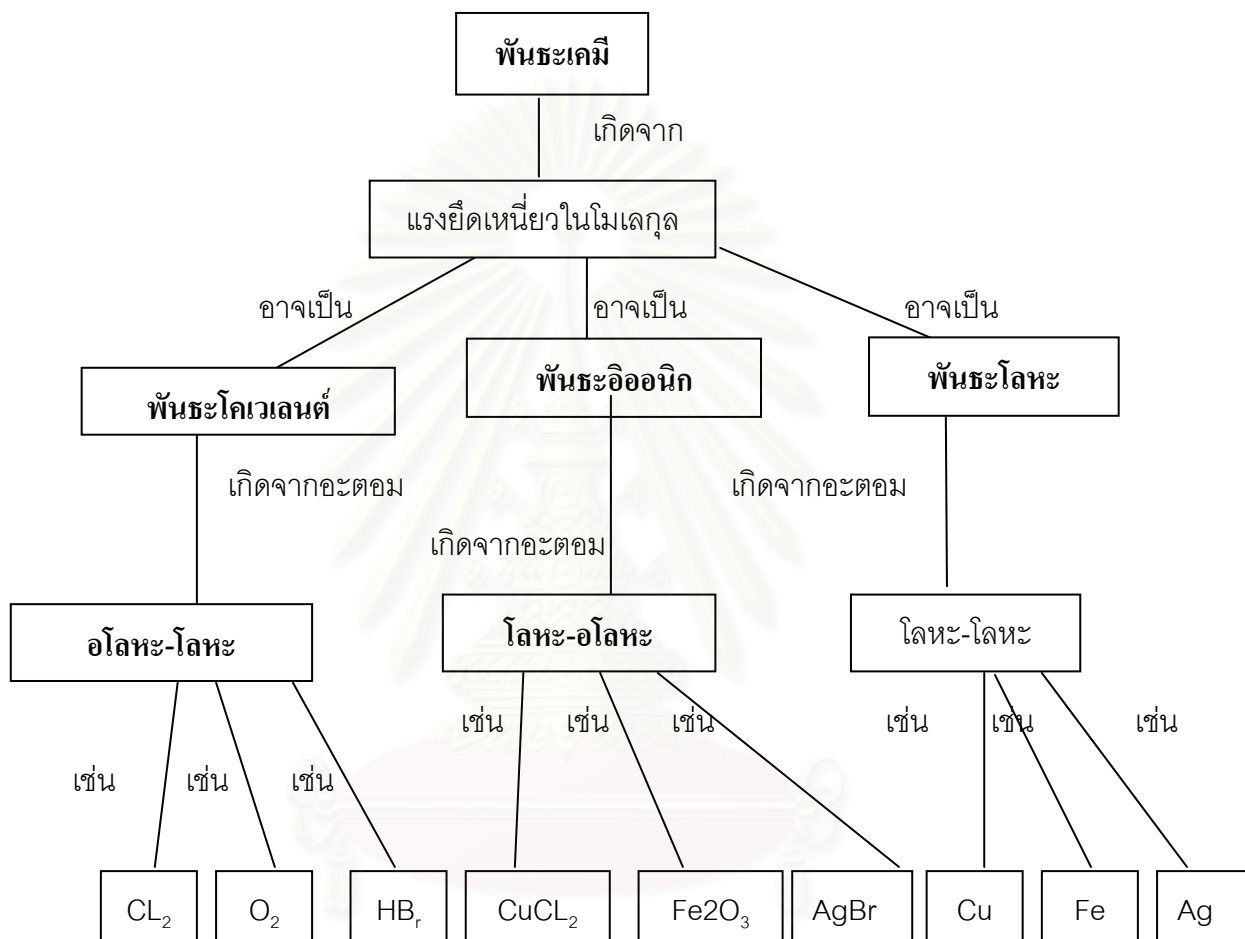 พันธะเคมี
เกิดจาก
แรงยึดเหนี่ยวในโมเลกุล
อาจเป็น อาจเป็น อาจเป็น
พันธะโคเวเลนต์ พันธะอิออนิก พันธะโลหะ
เกิดจากอะตอม เกิดจากอะตอม เกิดจากอะตอม
อโลหะ-โลหะ โลหะ-อโลหะ โลหะ-โลหะ
เช่น เช่น เช่น เช่น เช่น เช่น เช่น เช่น เช่น
CL₂ O₂ HBᵣ CuCL₂ Fe2O₃ AgBr Cu Fe Ag